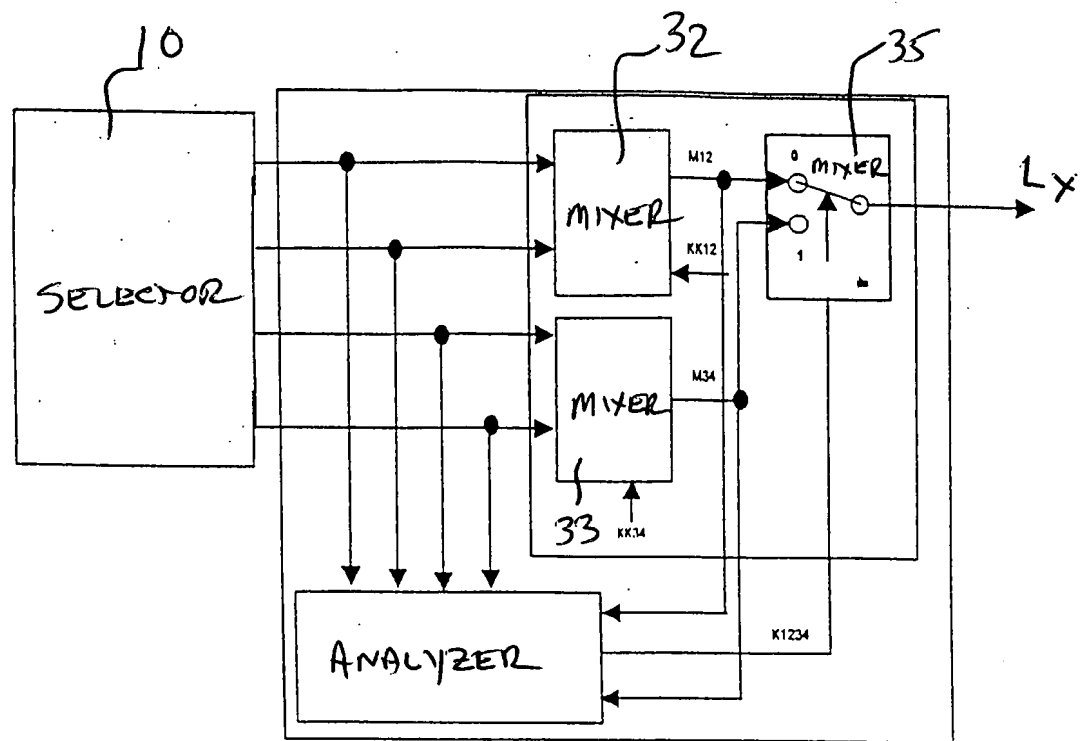 10
32
35
SELECTOR
MIXER
M12
KK12
0
MIXER
1
Lx
MIXER
M34
33
KK34
ANALYZER
K1234